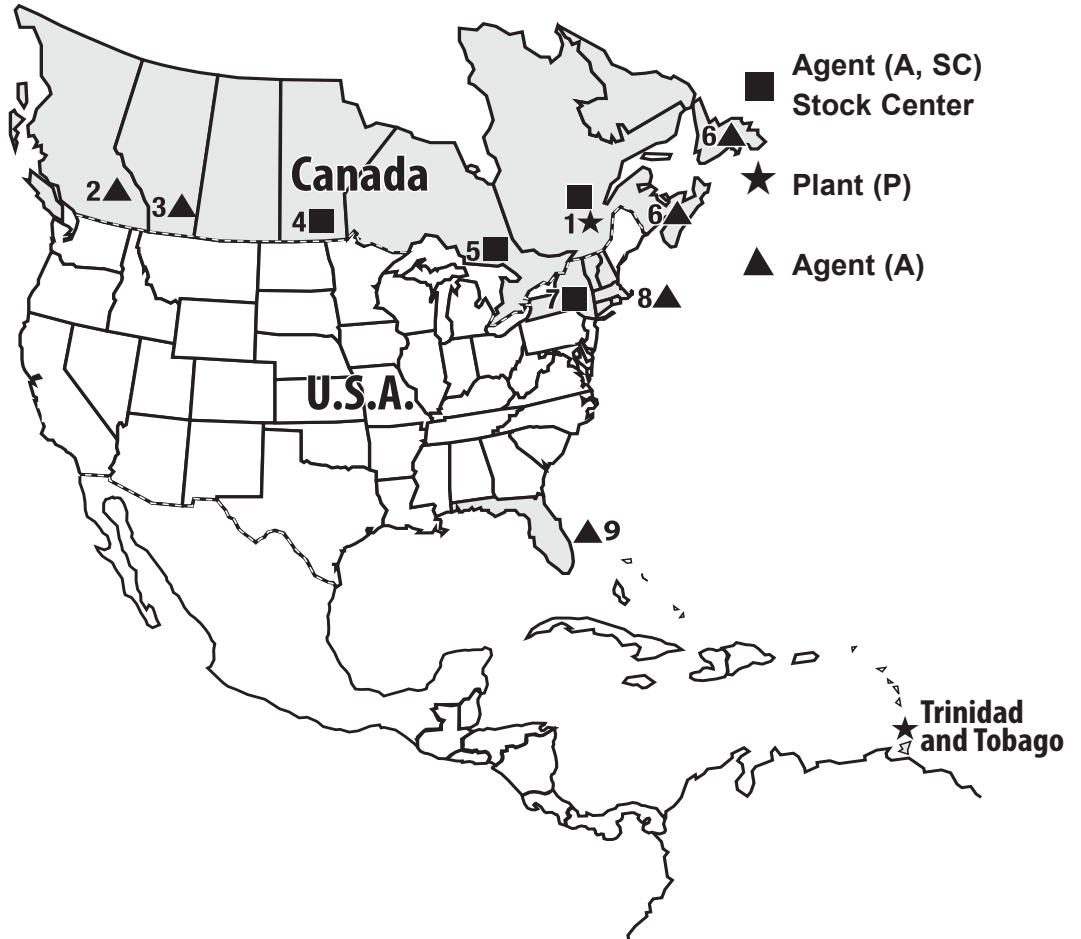 Agent (A, SC)
Stock Center
6
Plant (P)
Canada
2
3
4
1
6
5
Agent (A)
7
8
U.S.A.
9
Trinidad
and Tobago